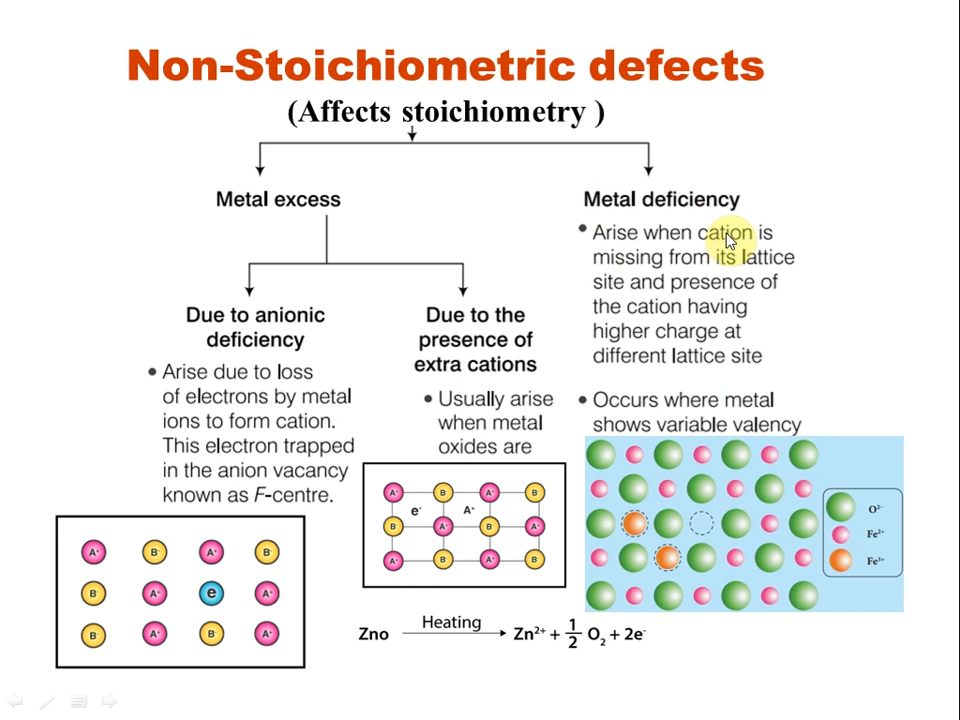 Non-Stoichiometric defects
(Affects stoichiometry )
Metal excess
Metal deficiency
• Arise when cation is
missing from its lattice
site and presence of
the cation having
higher charge at
different lattice site
• Occurs where metal
shows variable valency
Due to anionic
deficiency
• Arise due to loss
of electrons by metal
ions to form cation.
This electron trapped
in the anion vacancy
known as F-centre.
Due to the
presence of
extra cations
• Usually arise
when metal
oxides are
A⁺ B⁻ A⁺ B⁻
B⁻ A⁺ e A⁺
B⁻ A⁺ B⁻ A⁺
A⁺ B⁻ A⁺ B⁻
e⁻ A⁺
B⁻ A⁺ B⁻ A⁺
A⁺ B⁻ A⁺ B⁻
O²⁻
Fe²⁺
Fe³⁺
Zno Heating Zn²⁺ + 1/2 O₂ + 2e⁻